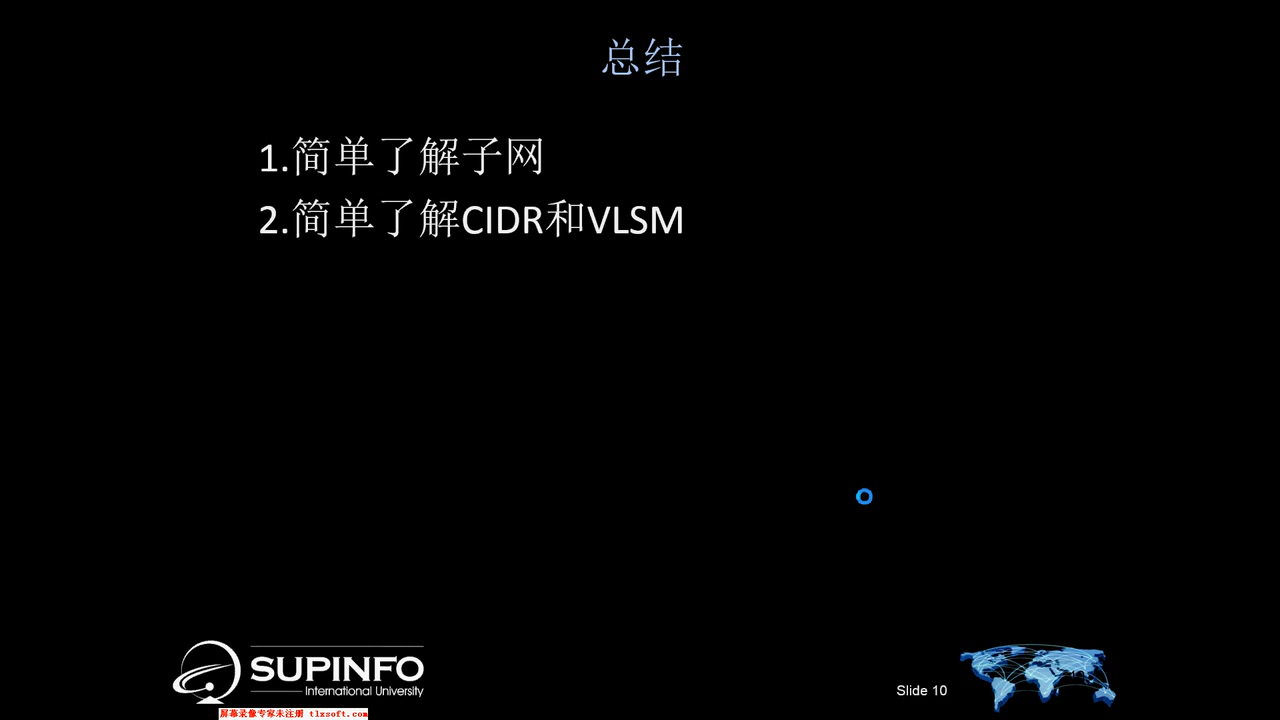 总结
1.简单了解子网
2.简单了解CIDR和VLSM
SUPINFO
International University
Slide 10
屏幕录像专家未注册 tlxsoft.com